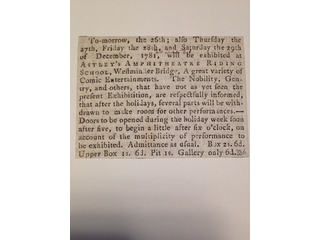 To-morrow, the 26th; also Thursday the
27th, Friday the 28th, and Saturday the 29th
of December, 1781, will be exhibited at
ASTLEY's AMPHITHEATRE RIDING
SCHOOL, Westminster Bridge, A great variety of
Comic Entertainments. The Nobility, Gen-
try, and others, that have not as yet seen the
present Exhibition, are respectfully informed,
that after the holidays, several parts will be with-
drawn to make room for other performances.—
Doors to be opened during the holiday week soon
after five, to begin a little after six o'clock, on
account of the multiplicity of performance to
be exhibited. Admittance as usual. Box 2s. 6d.
Upper Box 1s. 6d. Pit 1s. Gallery only 6d.